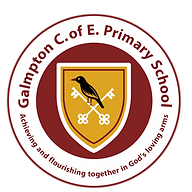 Galmpton C. of E. Primary School
Achieving and flourishing together in God's loving arms